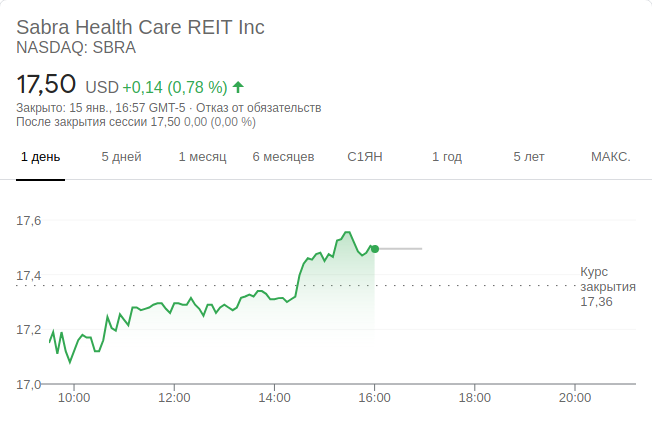 Sabra Health Care REIT Inc
NASDAQ: SBRA
17,50 USD +0,14 (0,78 %)
Закрыто: 15 янв., 16:57 GMT-5 · Отказ от обязательств
После закрытия сессии 17,50 0,00 (0,00 %)
1 день 5 дней 1 месяц 6 месяцев С1ЯН 1 год 5 лет МАКС.
17,6
17,4
Курс
закрытия
17,36
17,2
17,0
10:00 12:00 14:00 16:00 18:00 20:00